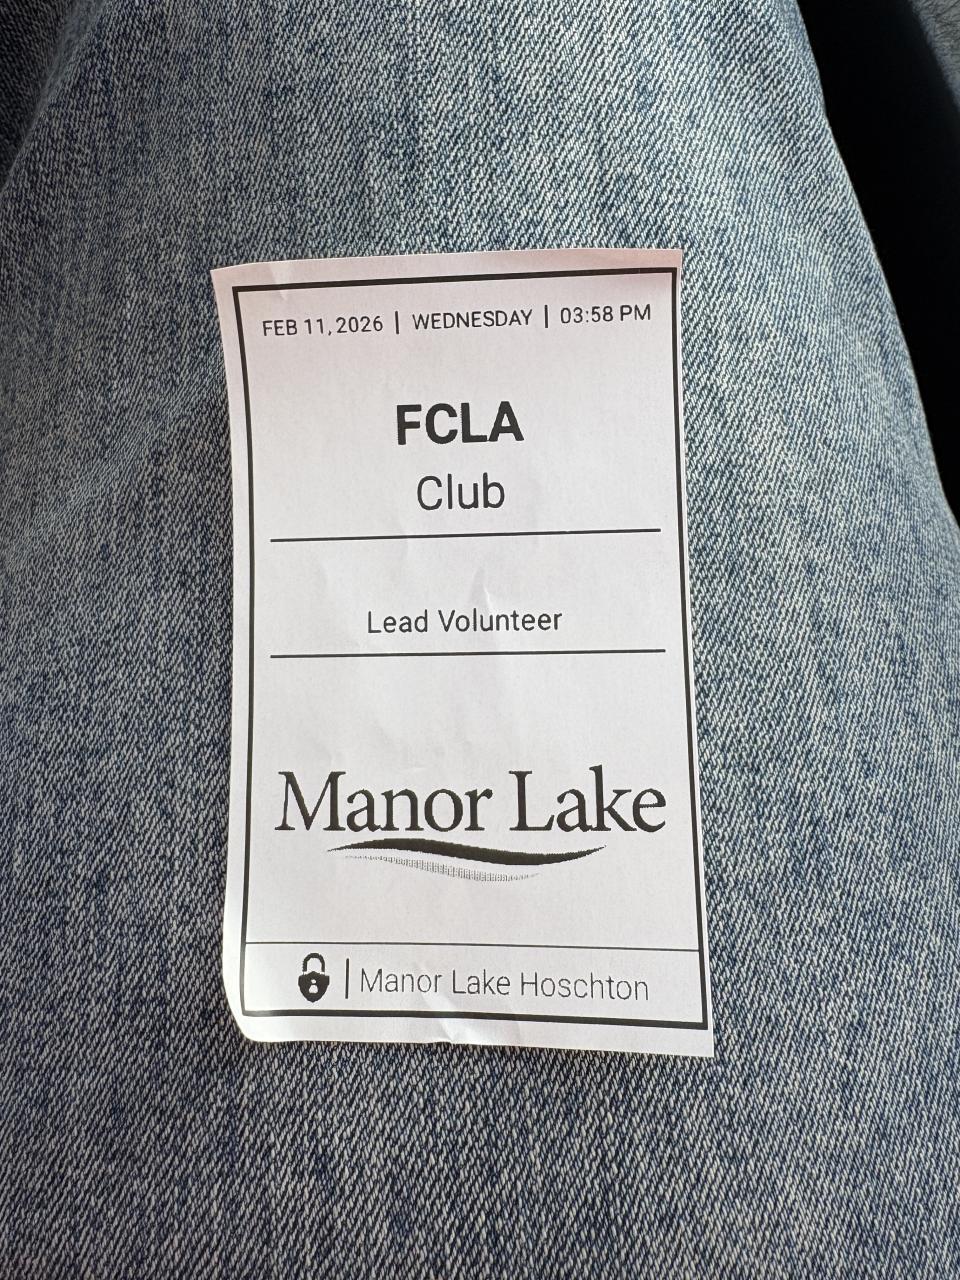 FEB 11, 2026 | WEDNESDAY | 03:58 PM
FCLA
Club
Lead Volunteer
Manor Lake
| Manor Lake Hoschton